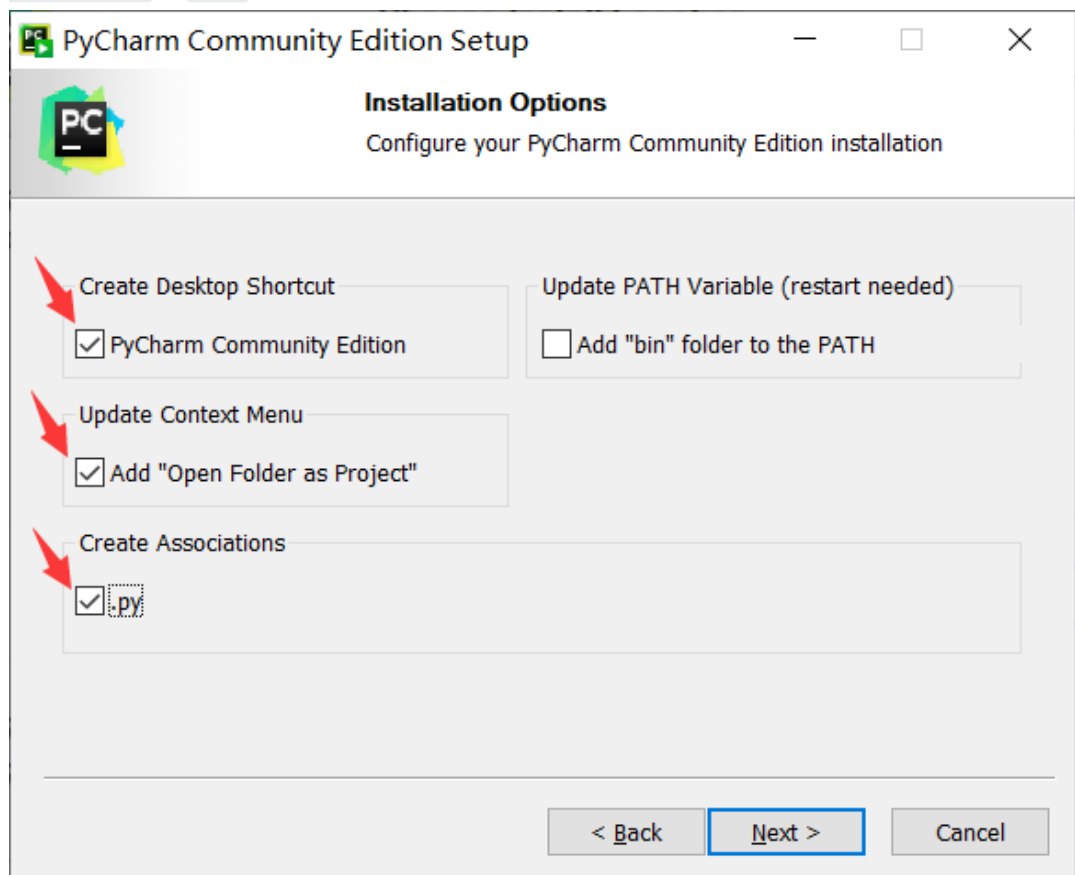 PyCharm Community Edition Setup
PC
Installation Options
Configure your PyCharm Community Edition installation
Create Desktop Shortcut
PyCharm Community Edition
Update PATH Variable (restart needed)
Add "bin" folder to the PATH
Update Context Menu
Add "Open Folder as Project"
Create Associations
.py
< Back
Next >
Cancel